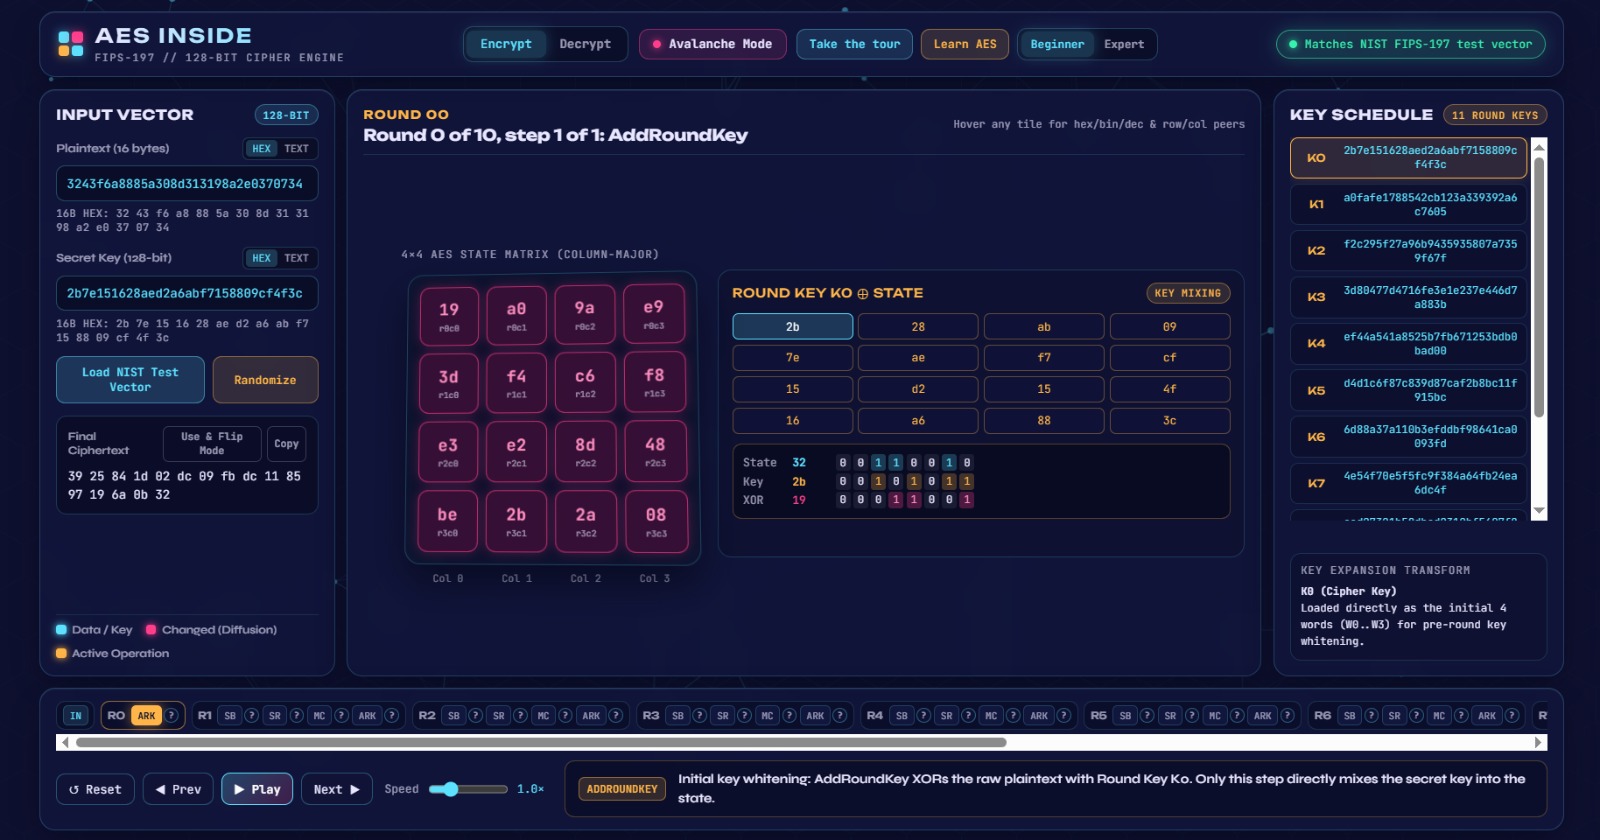 AES INSIDE
FIPS-197 // 128-BIT CIPHER ENGINE
Encrypt
Decrypt
Avalanche Mode
Take the tour
Learn AES
Beginner
Expert
Matches NIST FIPS-197 test vector
INPUT VECTOR
128-BIT
Plaintext (16 bytes)
HEX TEXT
3243f6a8885a308d313198a2e0370734
16B HEX: 32 43 f6 a8 88 5a 30 8d 31 31
98 a2 e0 37 07 34
Secret Key (128-bit)
HEX TEXT
2b7e151628aed2a6abf7158809cf4f3c
16B HEX: 2b 7e 15 16 28 ae d2 a6 ab f7
15 88 09 cf 4f 3c
Load NIST Test
Vector
Randomize
Final
Ciphertext
Use & Flip
Mode
Copy
39 25 84 1d 02 dc 09 fb dc 11 85
97 19 6a 0b 32
Data / Key
Changed (Diffusion)
Active Operation
ROUND 00
Round 0 of 10, step 1 of 1: AddRoundKey
Hover any tile for hex/bin/dec & row/col peers
4×4 AES STATE MATRIX (COLUMN-MAJOR)
19 a0 9a e9
r0c0 r0c1 r0c2 r0c3
3d f4 c6 f8
r1c0 r1c1 r1c2 r1c3
e3 e2 8d 48
r2c0 r2c1 r2c2 r2c3
be 2b 2a 08
r3c0 r3c1 r3c2 r3c3
Col 0 Col 1 Col 2 Col 3
ROUND KEY K0 ⊕ STATE
KEY MIXING
2b 28 ab 09
7e ae f7 cf
15 d2 15 4f
16 a6 88 3c
State 32 0 0 1 1 0 0 1 0
Key 2b 0 0 1 0 1 0 1 1
XOR 19 0 0 0 1 1 0 0 1
KEY SCHEDULE
11 ROUND KEYS
K0 2b7e151628aed2a6abf7158809c
f4f3c
K1 a0fafe1788542cb123a339392a6
c7605
K2 f2c295f27a96b9435935807a735
9f67f
K3 3d80477d4716fe3e1e237e446d7
a883b
K4 ef44a541a8525b7fb671253bdb0
bad00
K5 d4d1c6f87c839d87caf2b8bc11f
915bc
K6 6d88a37a110b3efddbf98641ca0
093fd
K7 4e54f70e5f5fc9f384a64fb24ea
6dc4f
KEY EXPANSION TRANSFORM
K0 (Cipher Key)
Loaded directly as the initial 4
words (W0..W3) for pre-round key
whitening.
IN R0 ARK ? R1 SB ? SR ? MC ? ARK ? R2 SB ? SR ? MC ? ARK ? R3 SB ? SR ? MC ? ARK ? R4 SB ? SR ? MC ? ARK ? R5 SB ? SR ? MC ? ARK ? R6 SB ? SR ? MC ? ARK ? R
↺ Reset
◀ Prev
▶ Play
Next ▶
Speed
1.0×
ADDROUNDKEY
Initial key whitening: AddRoundKey XORs the raw plaintext with Round Key K0. Only this step directly mixes the secret key into the
state.